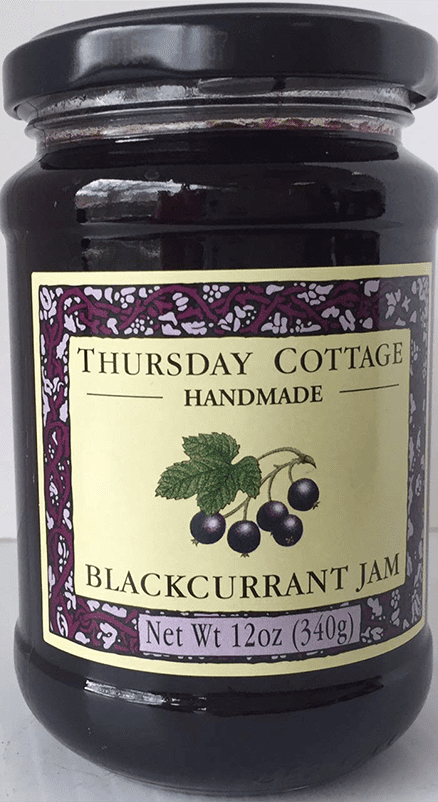 THURSDAY COTTAGE
HANDMADE
BLACKCURRANT JAM
Net Wt 12oz (340g)